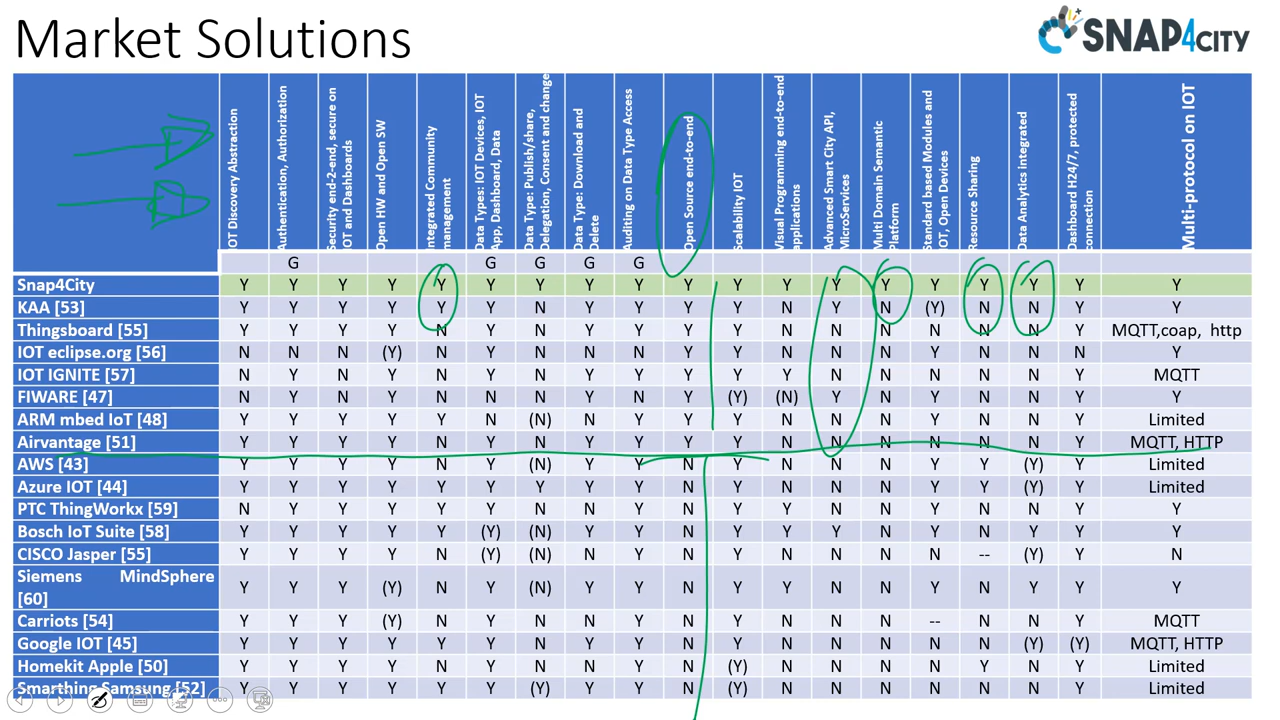 Market Solutions
SNAP4CITY
IOT Discovery Abstraction
Authentication, Authorization
Security end-2-end, secure on
IOT and Dashboards
Open HW and Open SW
Integrated Community
management
Data Types: IOT Devices, IOT
App, Dashboard, Data
Data Type: Publish/share,
Delegation, Consent and change
Data Type: Download and
Delete
Auditing on Data Type Access
Open Source end-to-end
Scalability IOT
Visual Programming end-to-end
applications
Advanced Smart City API,
MicroServices
Multi Domain Semantic
Platform
Standard based Modules and
IOT, Open Devices
Resource Sharing
Data Analytics integrated
Dashboard H24/7, protected
connection
Multi-protocol on IOT
G G G G G
Snap4City Y Y Y Y Y Y Y Y Y Y Y Y Y Y Y Y Y Y Y
KAA [53] Y Y Y Y Y Y N Y Y Y Y N Y N (Y) N N Y Y
Thingsboard [55] Y Y Y Y N Y Y Y Y Y Y Y N N N N N Y MQTT,coap, http
IOT eclipse.org [56] N N N (Y) N Y N N N Y Y N N N Y N N N Y
IOT IGNITE [57] N Y N Y N Y N Y Y Y Y Y N N N N N Y MQTT
FIWARE [47] N Y N Y N N N Y N Y (Y) (N) Y N Y N N Y Y
ARM mbed IoT [48] Y Y Y Y Y N (N) N Y Y Y N N N Y N N Y Limited
Airvantage [51] Y Y Y Y N Y N Y Y Y Y N N N N N N Y MQTT, HTTP
AWS [43] Y Y Y Y N Y (N) Y Y N Y N N N Y Y (Y) Y Limited
Azure IOT [44] Y Y Y Y Y Y Y Y Y N Y N N N Y Y (Y) Y Limited
PTC ThingWorkx [59] N Y Y Y Y Y N N Y N Y Y N N Y N Y Y Y
Bosch IoT Suite [58] Y Y Y Y Y (Y) (N) Y Y N Y Y Y N Y N Y Y Y
CISCO Jasper [55] Y Y Y Y N (Y) (N) N Y N Y N N N N -- (Y) Y N
Siemens MindSphere
[60] Y Y Y (Y) N Y (N) Y Y N Y Y N N Y N Y Y Y
Carriots [54] Y Y Y (Y) N Y N N Y N Y N N N -- N N Y MQTT
Google IOT [45] Y Y Y Y Y Y N Y Y N Y N N N N N (Y) (Y) MQTT, HTTP
Homekit Apple [50] Y Y Y Y N Y N N Y N (Y) N N N N Y N Y Limited
Smarthing Samsung [52] Y Y Y Y Y Y (Y) Y Y N (Y) N N N N N N Y Limited